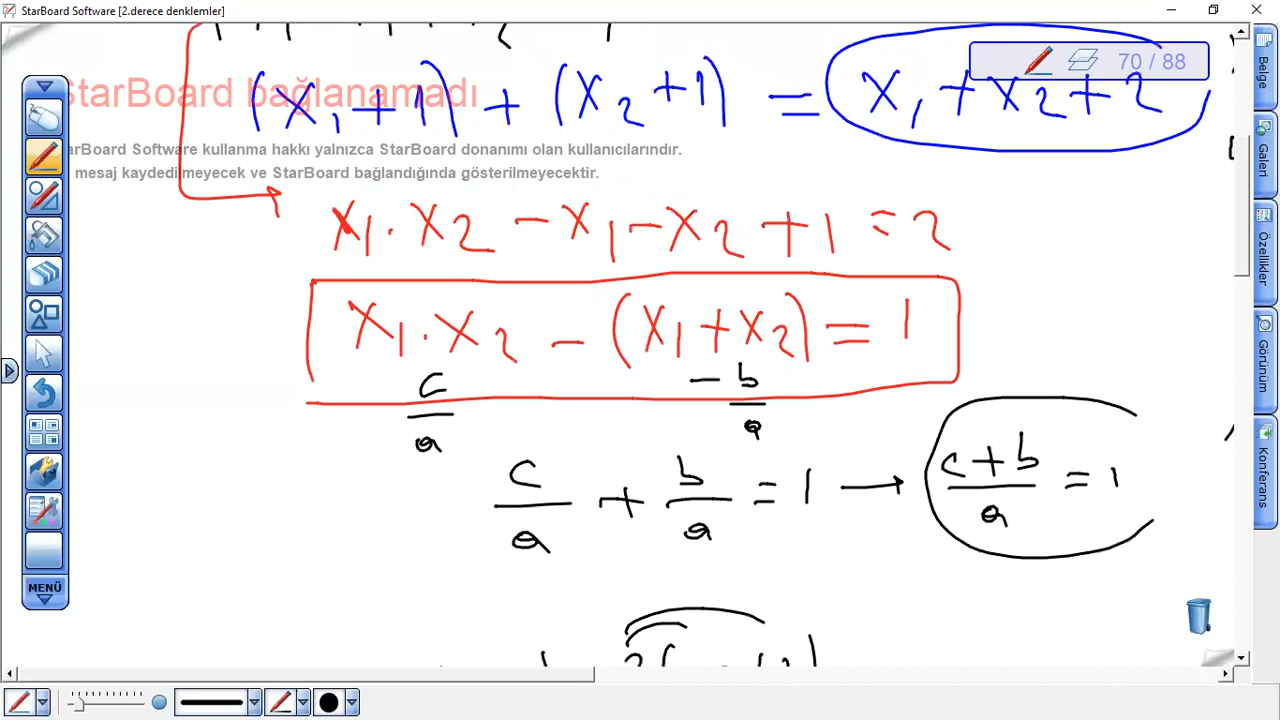 StarBoard Software [2.derece denklemler]
70 / 88
StarBoard bağlanamadı
(x₁ + 1) + (x₂ + 1) = x₁ + x₂ + 2
StarBoard Software kullanma hakkı yalnızca StarBoard donanımı olan kullanıcılarındır.
mesaj kaydedilmeyecek ve StarBoard bağlandığında gösterilmeyecektir.
x₁ . x₂ - x₁ - x₂ + 1 = 2
x₁ . x₂ - (x₁ + x₂) = 1
c/a - b/a
c/a + b/a = 1 → (c + b)/a = 1
MENÜ
Belge
Galeri
Özellikler
Görünüm
Konferans